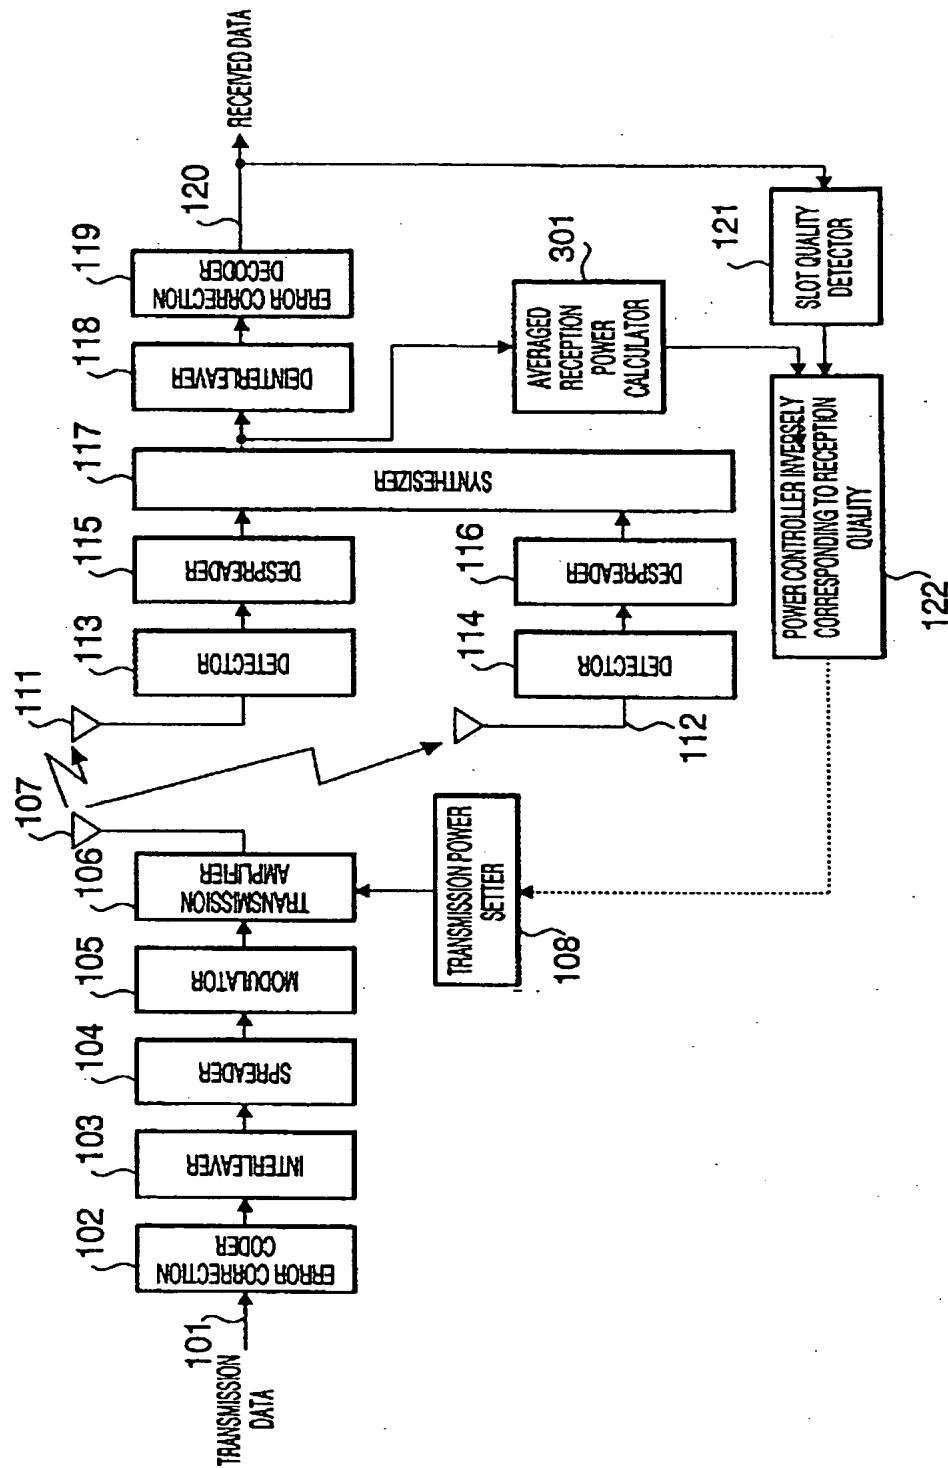 TRANSMISSION
DATA
101
102
ERROR CORRECTION
CODER
103
INTERLEAVER
104
SPREADER
105
MODULATOR
106
TRANSMISSION
AMPLIFIER
107
TRANSMISSION POWER
SETTER
108
111
113
DETECTOR
115
DESPREADER
112
114
DETECTOR
116
DESPREADER
117
SYNTHESIZER
118
DEINTERLEAVER
119
ERROR CORRECTION
DECODER
120
RECEIVED DATA
301
AVERAGED
RECEPTION
POWER
CALCULATOR
121
SLOT QUALITY
DETECTOR
POWER CONTROLLER INVERSELY
CORRESPONDING TO RECEPTION
QUALITY
122